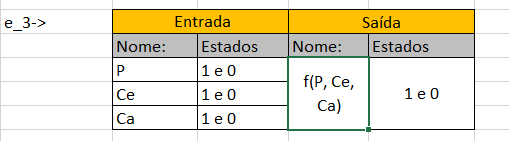 e_3->
Entrada Saída
Nome: Estados Nome: Estados
P 1 e 0
Ce 1 e 0
Ca 1 e 0
f(P, Ce,
Ca)
1 e 0